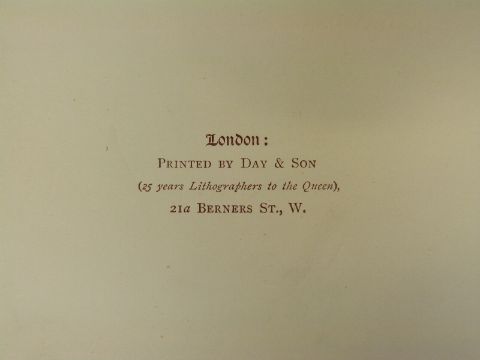 London:
PRINTED BY DAY & SON
(25 years Lithographers to the Queen),
21a BERNERS ST., W.